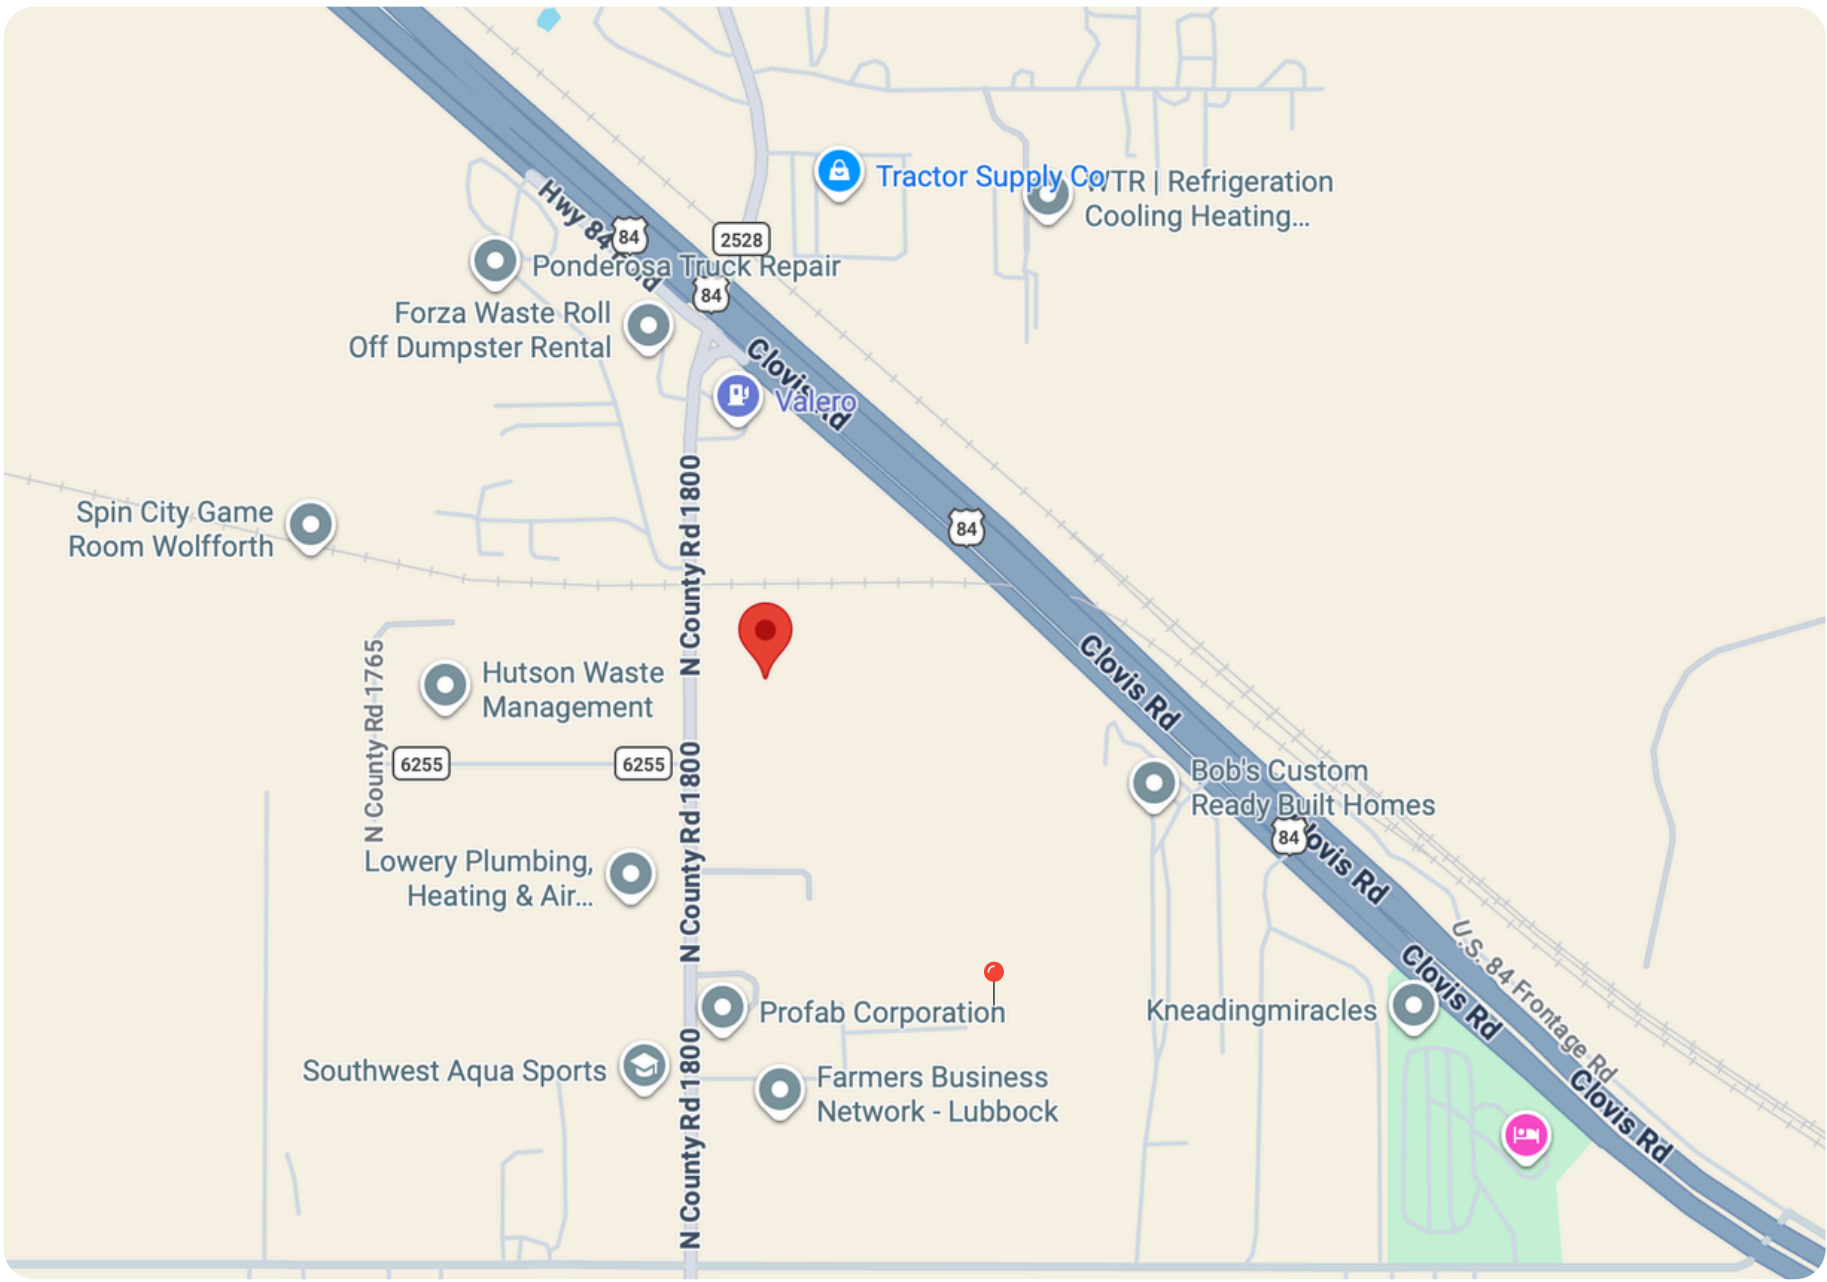 Tractor Supply Co
WTR | Refrigeration
Cooling Heating...
Hwy 84
84
2528
Ponderosa Truck Repair
84
Forza Waste Roll
Off Dumpster Rental
Clovis Rd
Valero
N County Rd 1800
Spin City Game
Room Wolfforth
84
N County Rd 1765
Hutson Waste
Management
Clovis Rd
6255
6255
N County Rd 1800
Bob's Custom
Ready Built Homes
84
Clovis Rd
Lowery Plumbing,
Heating & Air...
U.S. 84 Frontage Rd
Clovis Rd
Profab Corporation
Kneadingmiracles
Southwest Aqua Sports
N County Rd 1800
Farmers Business
Network - Lubbock
Clovis Rd